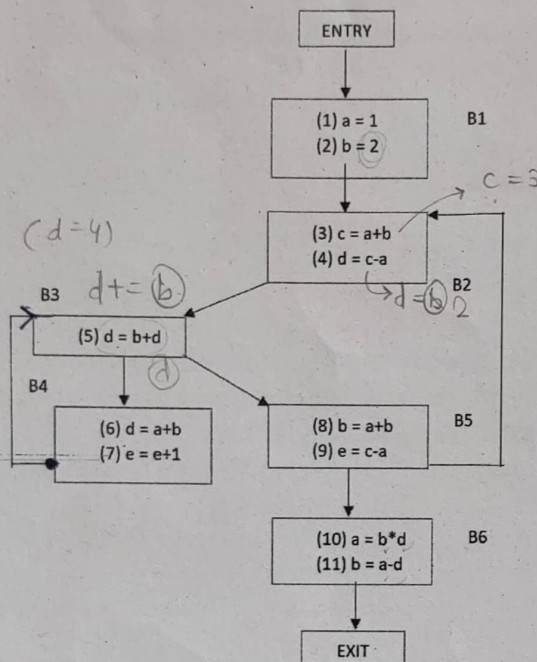 ENTRY
(1) a = 1
(2) b = 2
B1
c = 3
(d=4)
(3) c = a+b
(4) d = c-a
B2
d = b 2
B3
d+= b
(5) d = b+d
d
B4
(6) d = a+b
(7) e = e+1
(8) b = a+b
(9) e = c-a
B5
(10) a = b*d
(11) b = a-d
B6
EXIT